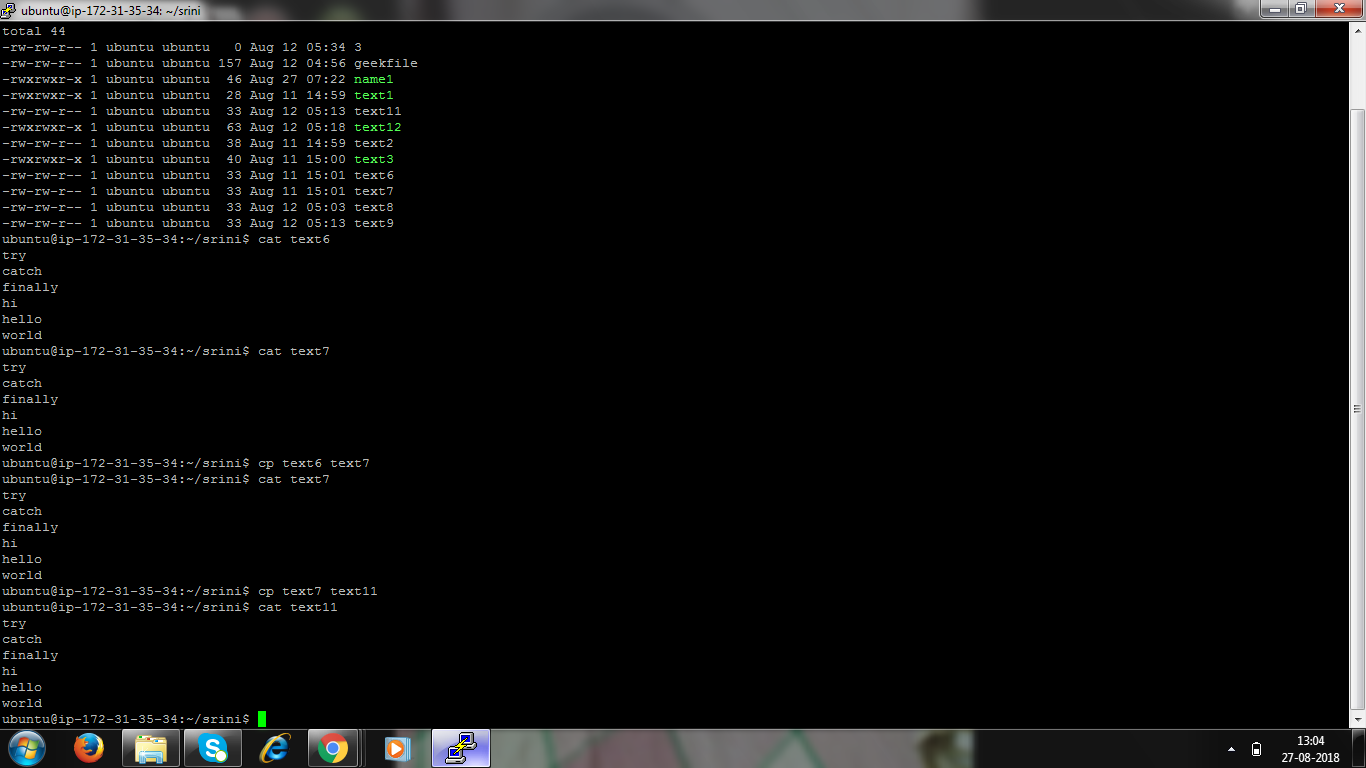 ubuntu@ip-172-31-35-34: ~/srini
total 44
-rw-rw-r-- 1 ubuntu ubuntu   0 Aug 12 05:34 3
-rw-rw-r-- 1 ubuntu ubuntu 157 Aug 12 04:56 geekfile
-rwxrwxr-x 1 ubuntu ubuntu  46 Aug 27 07:22 name1
-rwxrwxr-x 1 ubuntu ubuntu  28 Aug 11 14:59 text1
-rw-rw-r-- 1 ubuntu ubuntu  33 Aug 12 05:13 text11
-rwxrwxr-x 1 ubuntu ubuntu  63 Aug 12 05:18 text12
-rw-rw-r-- 1 ubuntu ubuntu  38 Aug 11 14:59 text2
-rwxrwxr-x 1 ubuntu ubuntu  40 Aug 11 15:00 text3
-rw-rw-r-- 1 ubuntu ubuntu  33 Aug 11 15:01 text6
-rw-rw-r-- 1 ubuntu ubuntu  33 Aug 11 15:01 text7
-rw-rw-r-- 1 ubuntu ubuntu  33 Aug 12 05:03 text8
-rw-rw-r-- 1 ubuntu ubuntu  33 Aug 12 05:13 text9
ubuntu@ip-172-31-35-34:~/srini$ cat text6
try
catch
finally
hi
hello
world
ubuntu@ip-172-31-35-34:~/srini$ cat text7
try
catch
finally
hi
hello
world
ubuntu@ip-172-31-35-34:~/srini$ cp text6 text7
ubuntu@ip-172-31-35-34:~/srini$ cat text7
try
catch
finally
hi
hello
world
ubuntu@ip-172-31-35-34:~/srini$ cp text7 text11
ubuntu@ip-172-31-35-34:~/srini$ cat text11
try
catch
finally
hi
hello
world
ubuntu@ip-172-31-35-34:~/srini$
13:04
27-08-2018